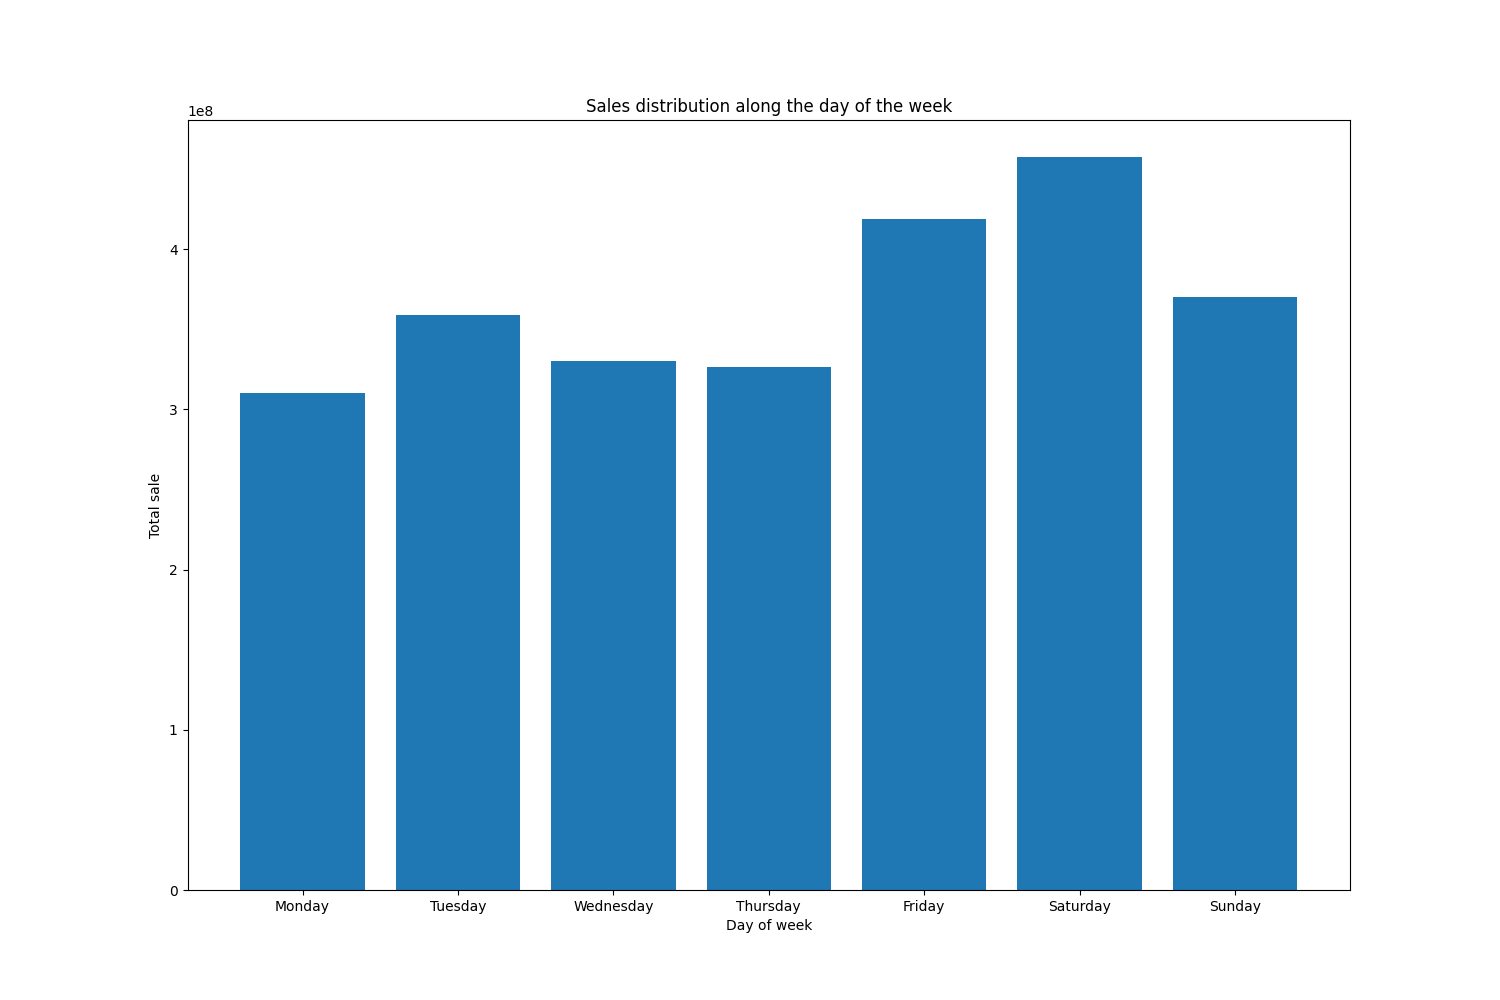 Sales distribution along the day of the week
1e8
4
3
2
1
0
Total sale
Monday Tuesday Wednesday Thursday Friday Saturday Sunday
Day of week